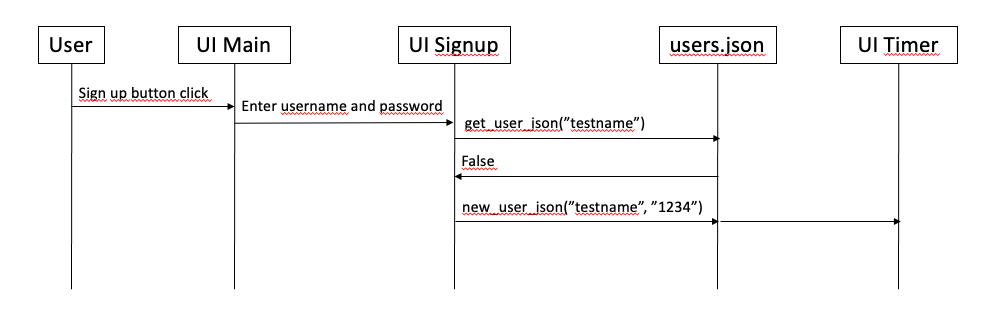 User
UI Main
UI Signup
users.json
UI Timer
Sign up button click
Enter username and password
get_user_json(”testname”)
False
new_user_json(”testname”, ”1234”)